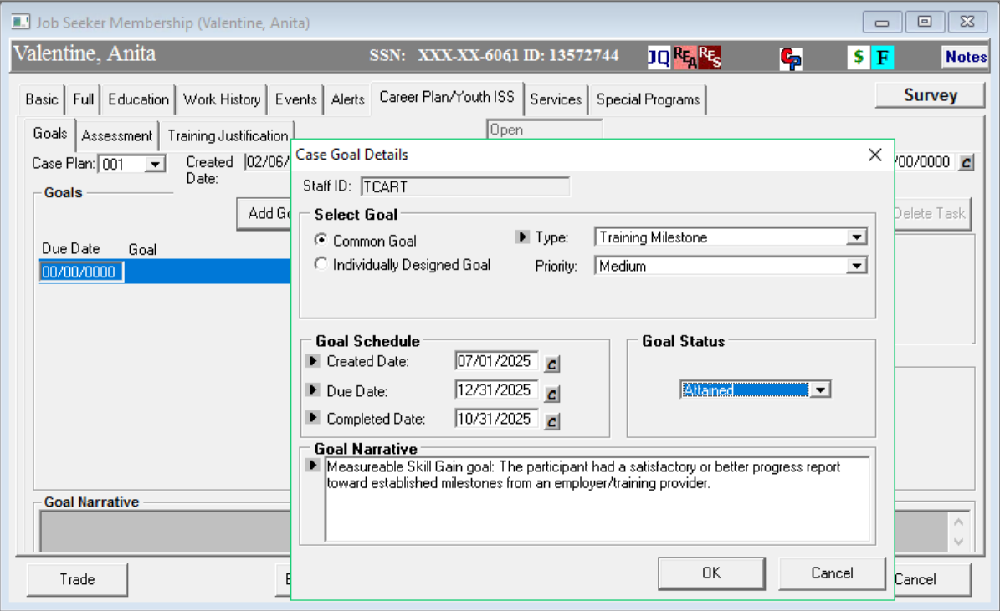 Job Seeker Membership (Valentine, Anita)
Valentine, Anita SSN: XXX-XX-6061 ID: 13572744 JQ REA RES CP $ F Notes
Basic Full Education Work History Events Alerts Career Plan/Youth ISS Services Special Programs Survey
Goals Assessment Training Justification Open
Case Plan: 001 Created Date: 02/06/ /00/0000 C
Goals
Add Go Delete Task
Due Date Goal
00/00/0000
Goal Narrative
Trade Cancel
Case Goal Details
Staff ID: TCART
Select Goal
Common Goal Type: Training Milestone
Individually Designed Goal Priority: Medium
Goal Schedule Goal Status
Created Date: 07/01/2025 C
Due Date: 12/31/2025 C Attained
Completed Date: 10/31/2025 C
Goal Narrative
Measureable Skill Gain goal: The participant had a satisfactory or better progress report
toward established milestones from an employer/training provider.
OK Cancel